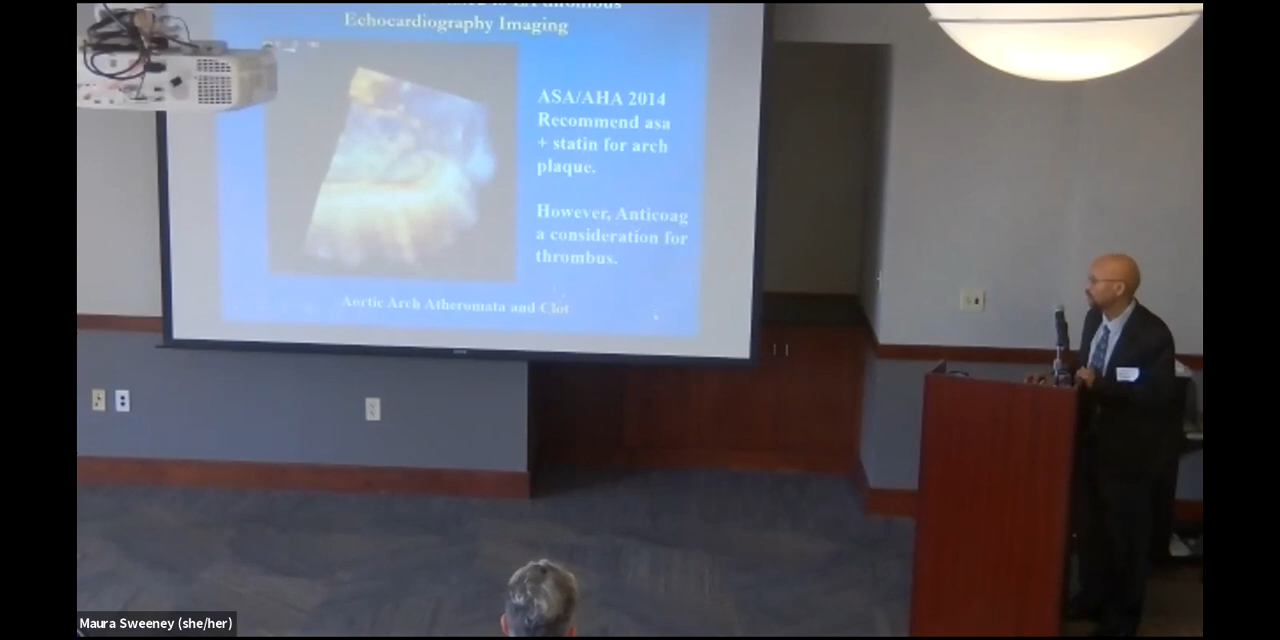 Echocardiography Imaging
ASA/AHA 2014
Recommend asa
+ statin for arch
plaque.
However, Anticoag
a consideration for
thrombus.
Aortic Arch Atheromata and Clot
Maura Sweeney (she/her)